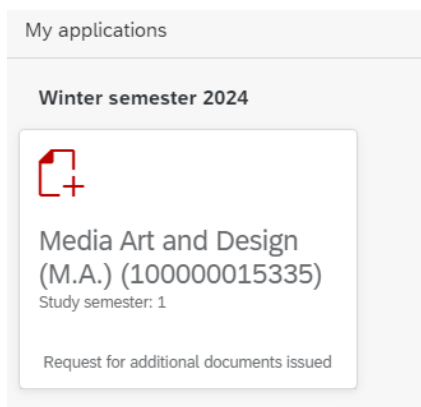 My applications
Winter semester 2024
Media Art and Design
(M.A.) (100000015335)
Study semester: 1
Request for additional documents issued